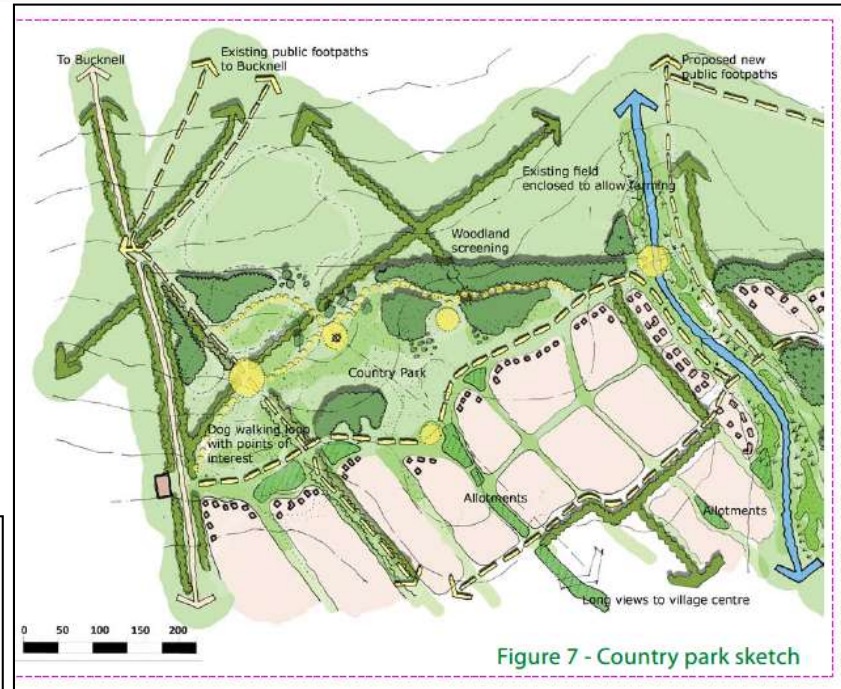 To Bucknell
Existing public footpaths
to Bucknell
Proposed new
public footpaths
Existing field
enclosed to allow farming
Woodland
screening
Country Park
Dog walking loop
with points of
interest
Allotments
Allotments
Long views to village centre
0 50 100 150 200
Figure 7 - Country park sketch